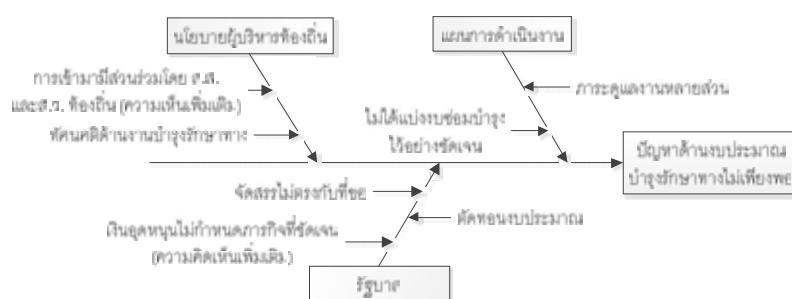 นโยบายผู้บริหารท้องถิ่น
แผนการดำเนินงาน
การเข้ามามีส่วนร่วมโดย ส.ส.
และส.ว. ท้องถิ่น (ความเห็นเพิ่มเติม)
ทัศนคติด้านงานบำรุงรักษาทาง
ภาระดูแลงานหลายส่วน
ไม่ได้แบ่งงบซ่อมบำรุง
ไว้อย่างชัดเจน
ปัญหาด้านงบประมาณ
บำรุงรักษาทางไม่เพียงพอ
จัดสรรไม่ตรงกับที่ขอ
ตัดทอนงบประมาณ
เงินอุดหนุนไม่กำหนดภารกิจที่ชัดเจน
(ความคิดเห็นเพิ่มเติม)
รัฐบาล